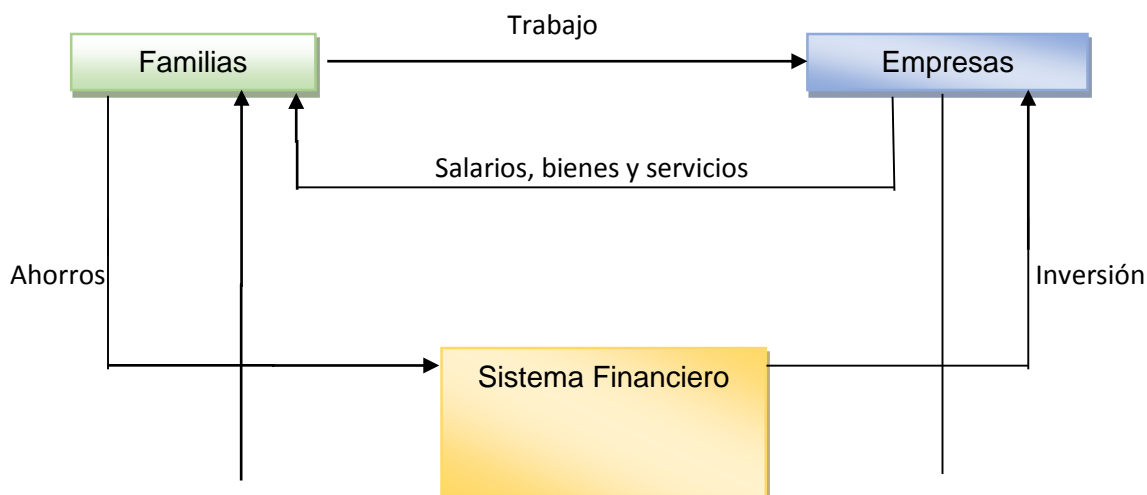 Trabajo
Familias
Empresas
Salarios, bienes y servicios
Ahorros
Inversión
Sistema Financiero